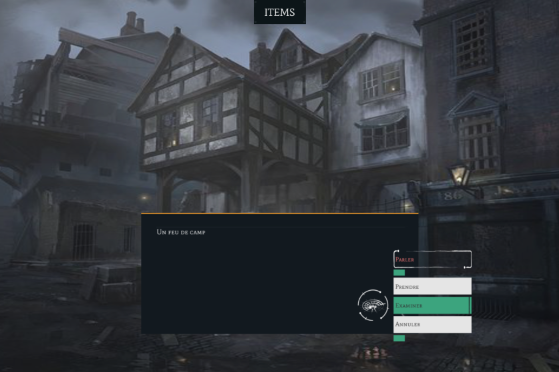 ITEMS
Un feu de camp
Parler
Prendre
Examiner
Annuler